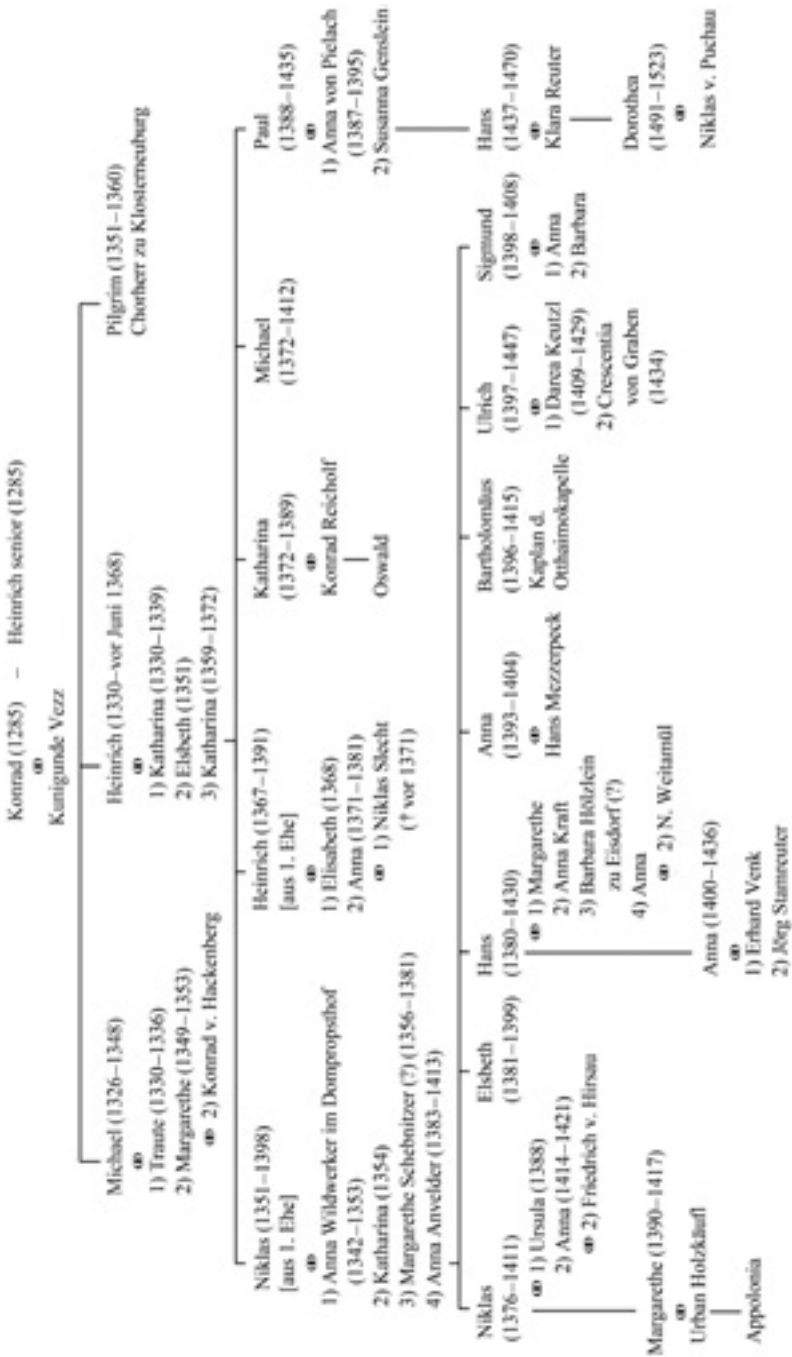 Konrad (1285) – Heinrich senior (1285)
⚭
Kunigunde Vezz
Michael (1326–1348)
⚭
1) Traute (1330–1336)
2) Margarethe (1349–1353)
⚭ 2) Konrad v. Hackenberg
Heinrich (1330–vor Juni 1368)
⚭
1) Katharina (1330–1339)
2) Elsbeth (1351)
3) Katharina (1359–1372)
Pilgrim (1351–1360)
Chorherr zu Klosterneuburg
Niklas (1351–1398)
[aus 1. Ehe]
⚭
1) Anna Wildwerker im Dompropsthof
(1342–1353)
2) Katharina (1354)
3) Margarethe Schebnitzer (?) (1356–1381)
4) Anna Anvelder (1383–1413)
Heinrich (1367–1391)
[aus 1. Ehe]
⚭
1) Elisabeth (1368)
2) Anna (1371–1381)
⚭ 1) Niklas Slecht
(† vor 1371)
Katharina
(1372–1389)
⚭
Konrad Reicholf
Oswald
Michael
(1372–1412)
Paul
(1388–1435)
⚭
1) Anna von Pielach
(1387–1395)
2) Susanna Genslein
Niklas
(1376–1411)
⚭ 1) Ursula (1388)
2) Anna (1414–1421)
⚭ 2) Friedrich v. Hirsau
Elsbeth
(1381–1399)
Hans
(1380–1430)
⚭ 1) Margarethe
2) Anna Kraft
3) Barbara Hölzlein
zu Eisdorf (?)
4) Anna
⚭ 2) N. Weitamül
Anna
(1393–1404)
⚭
Hans Mezzerpeck
Bartholomäus
(1396–1415)
Kaplan d.
Otthaimokapelle
Ulrich
(1397–1447)
⚭
1) Darea Keutzl
(1409–1429)
2) Crescentia
von Graben
(1434)
Sigmund
(1398–1408)
⚭
1) Anna
2) Barbara
Hans
(1437–1470)
⚭
Klara Reuter
Dorothea
(1491–1523)
⚭
Niklas v. Puchau
Margarethe (1390–1417)
⚭
Urban Holzkäufl
Appolonia
Anna (1400–1436)
⚭
1) Erhard Venk
2) Jörg Stamreuter